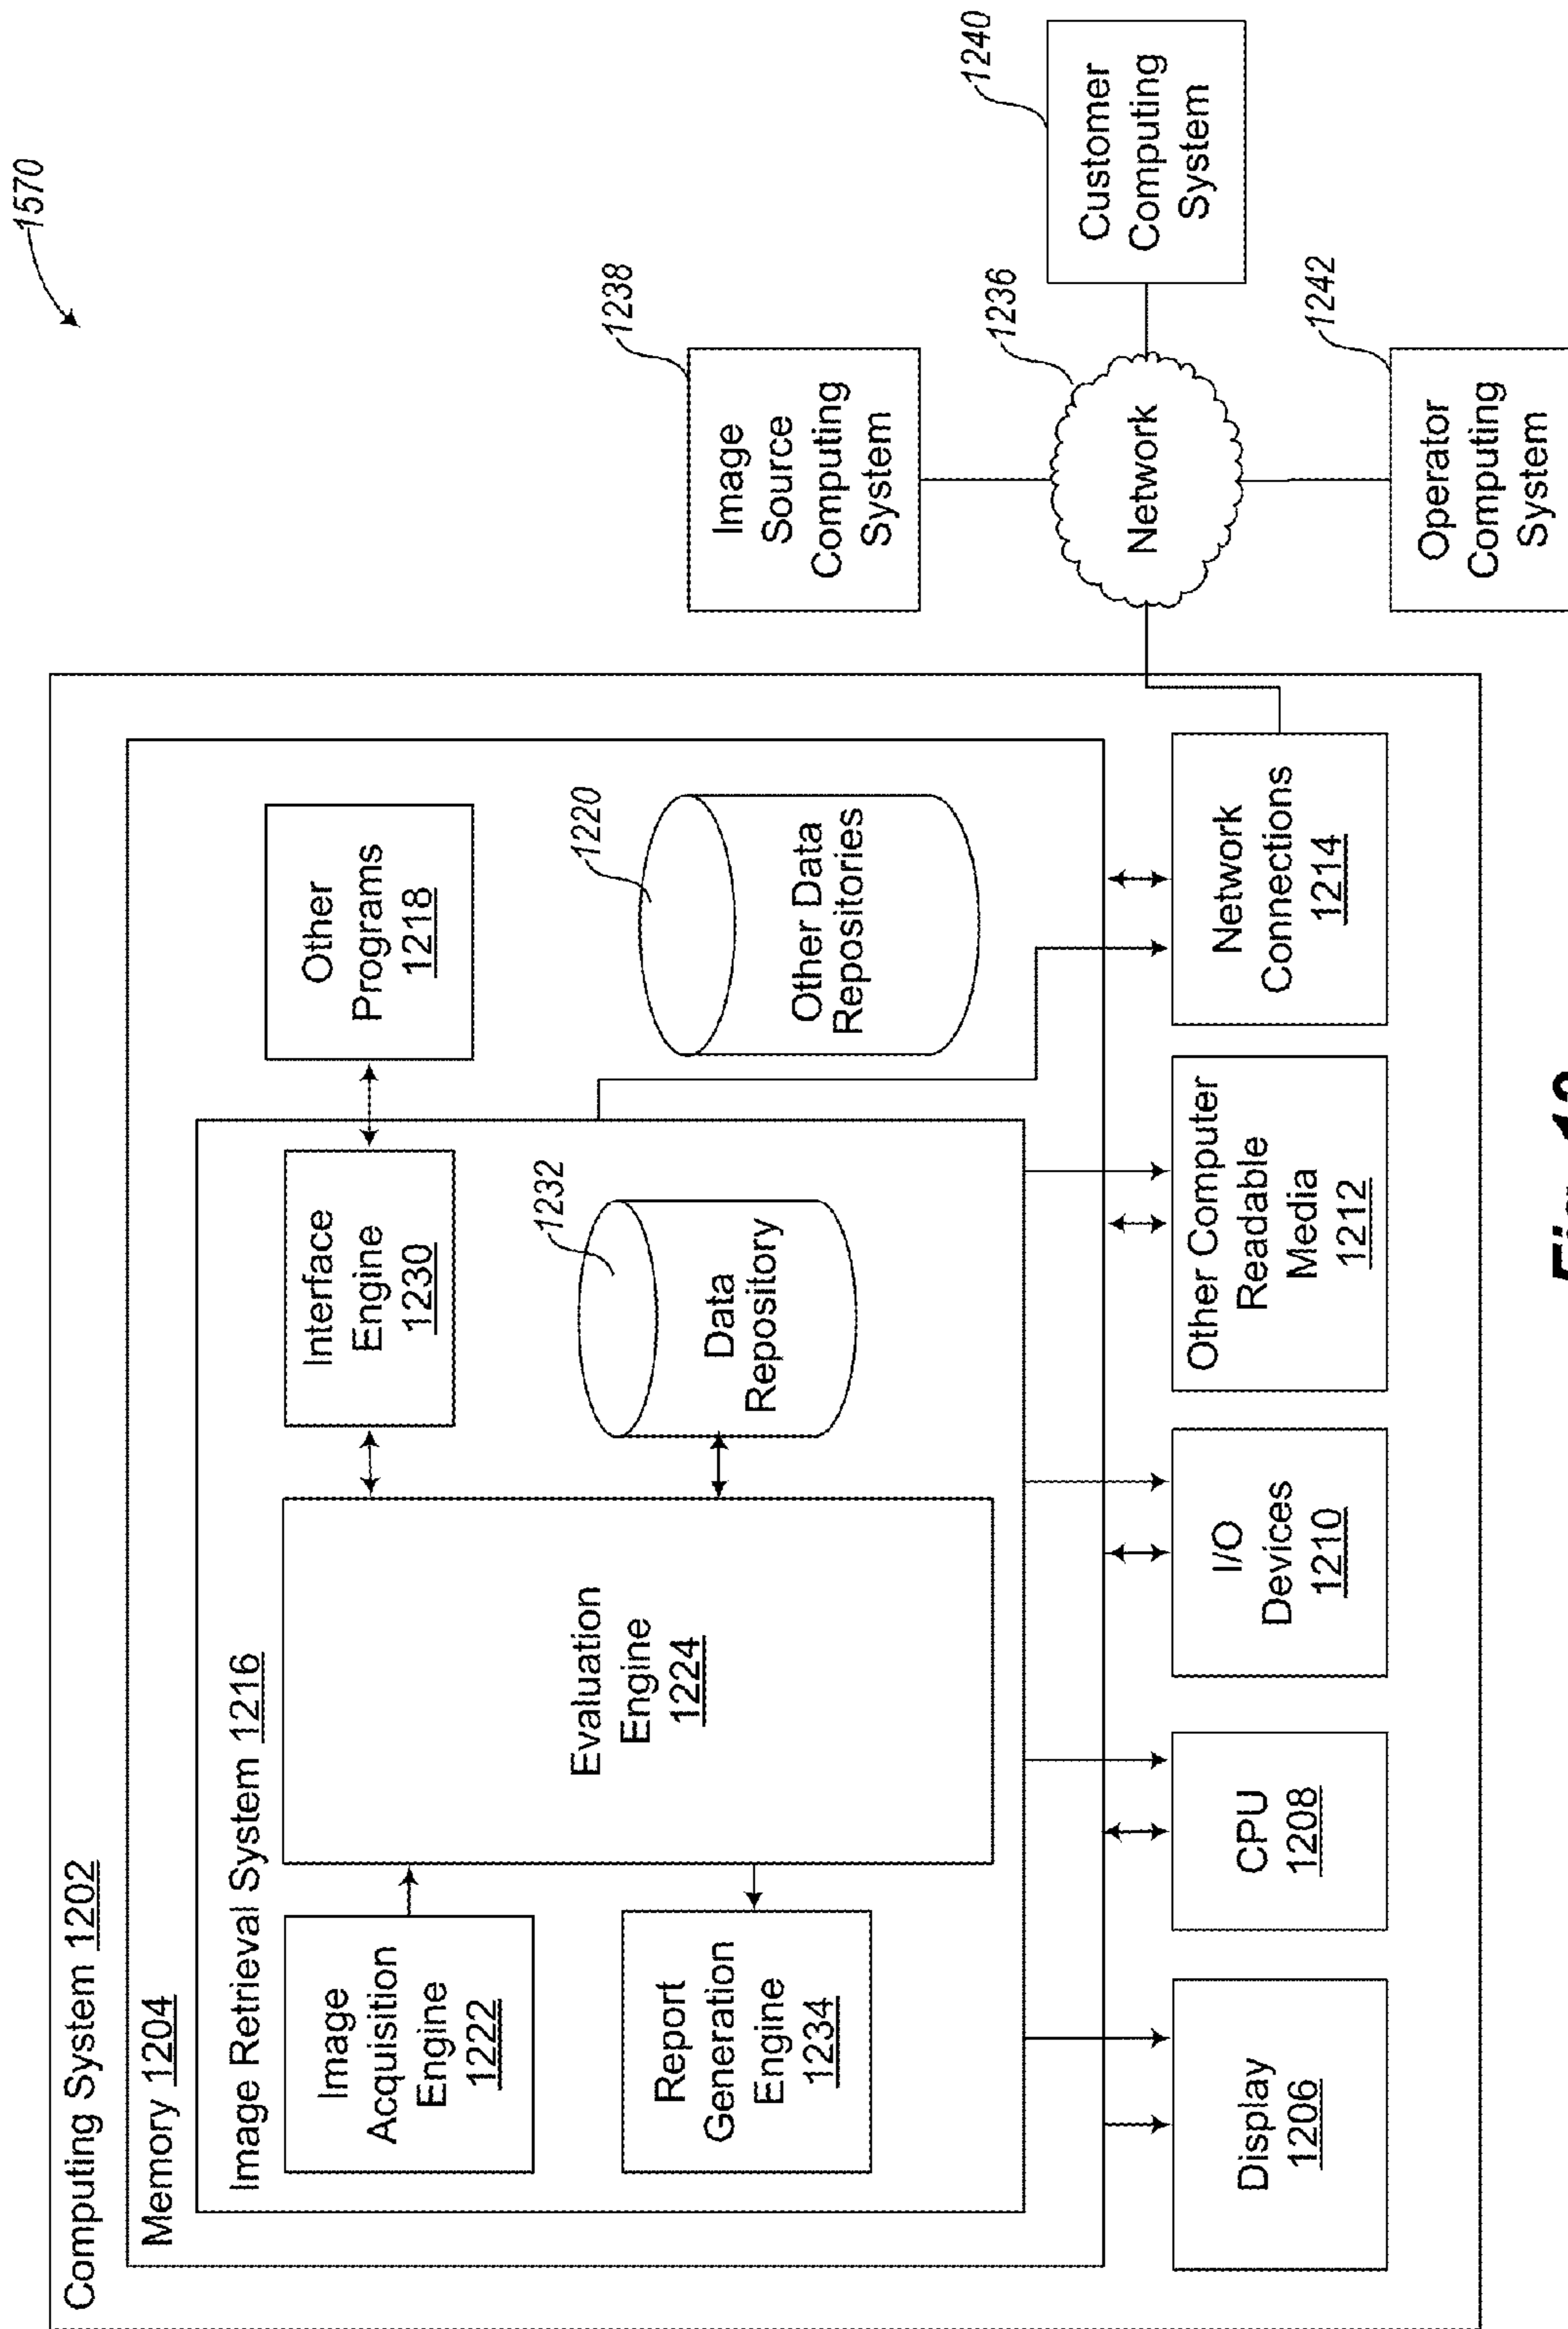 1570
Computing System 1202
Memory 1204
Image Retrieval System 1216
Image
Acquisition
Engine
1222
Report
Generation
Engine
1234
Evaluation
Engine
1224
Interface
Engine
1230
1232
Data
Repository
Other
Programs
1218
1220
Other Data
Repositories
Display
1206
CPU
1208
I/O
Devices
1210
Other Computer
Readable
Media
1212
Network
Connections
1214
1238
Image
Source
Computing
System
1236
Network
1240
Customer
Computing
System
1242
Operator
Computing
System